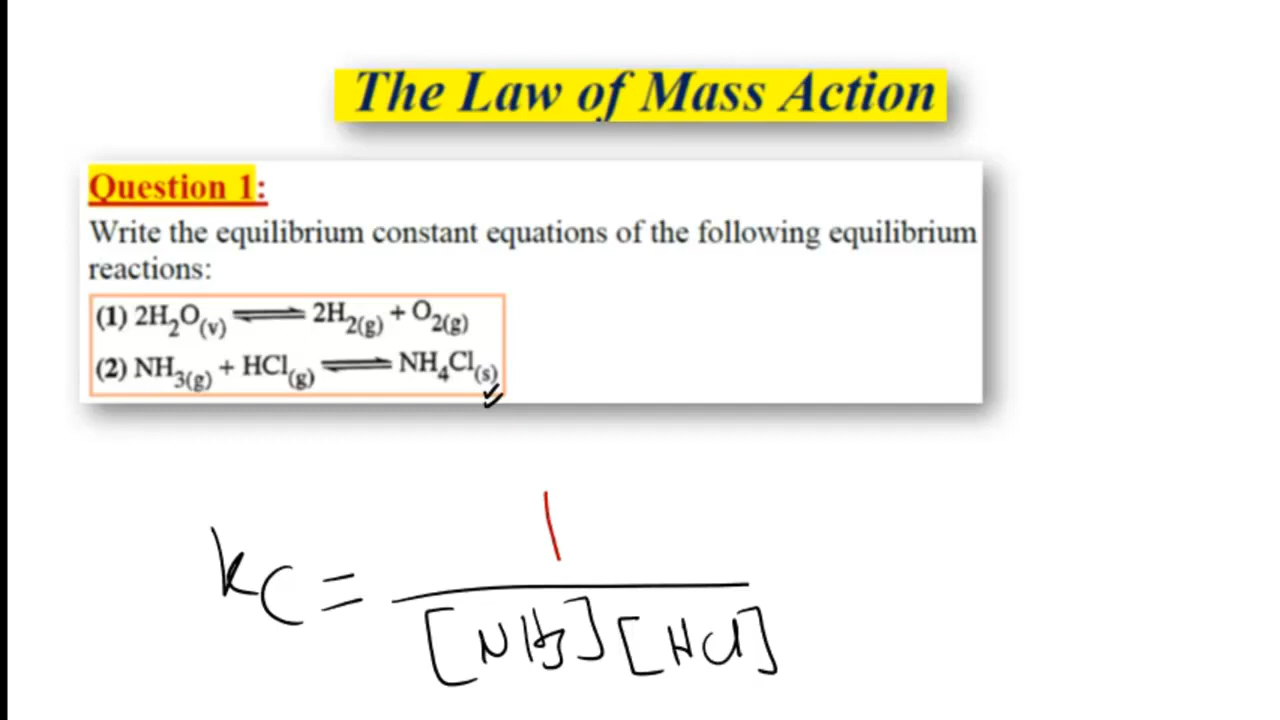 The Law of Mass Action
Question 1:
Write the equilibrium constant equations of the following equilibrium
reactions:
(1) 2H₂O(v) ⇌ 2H₂(g) + O₂(g)
(2) NH₃(g) + HCl(g) ⇌ NH₄Cl(s)
1
kc =
[NH₃][HCl]